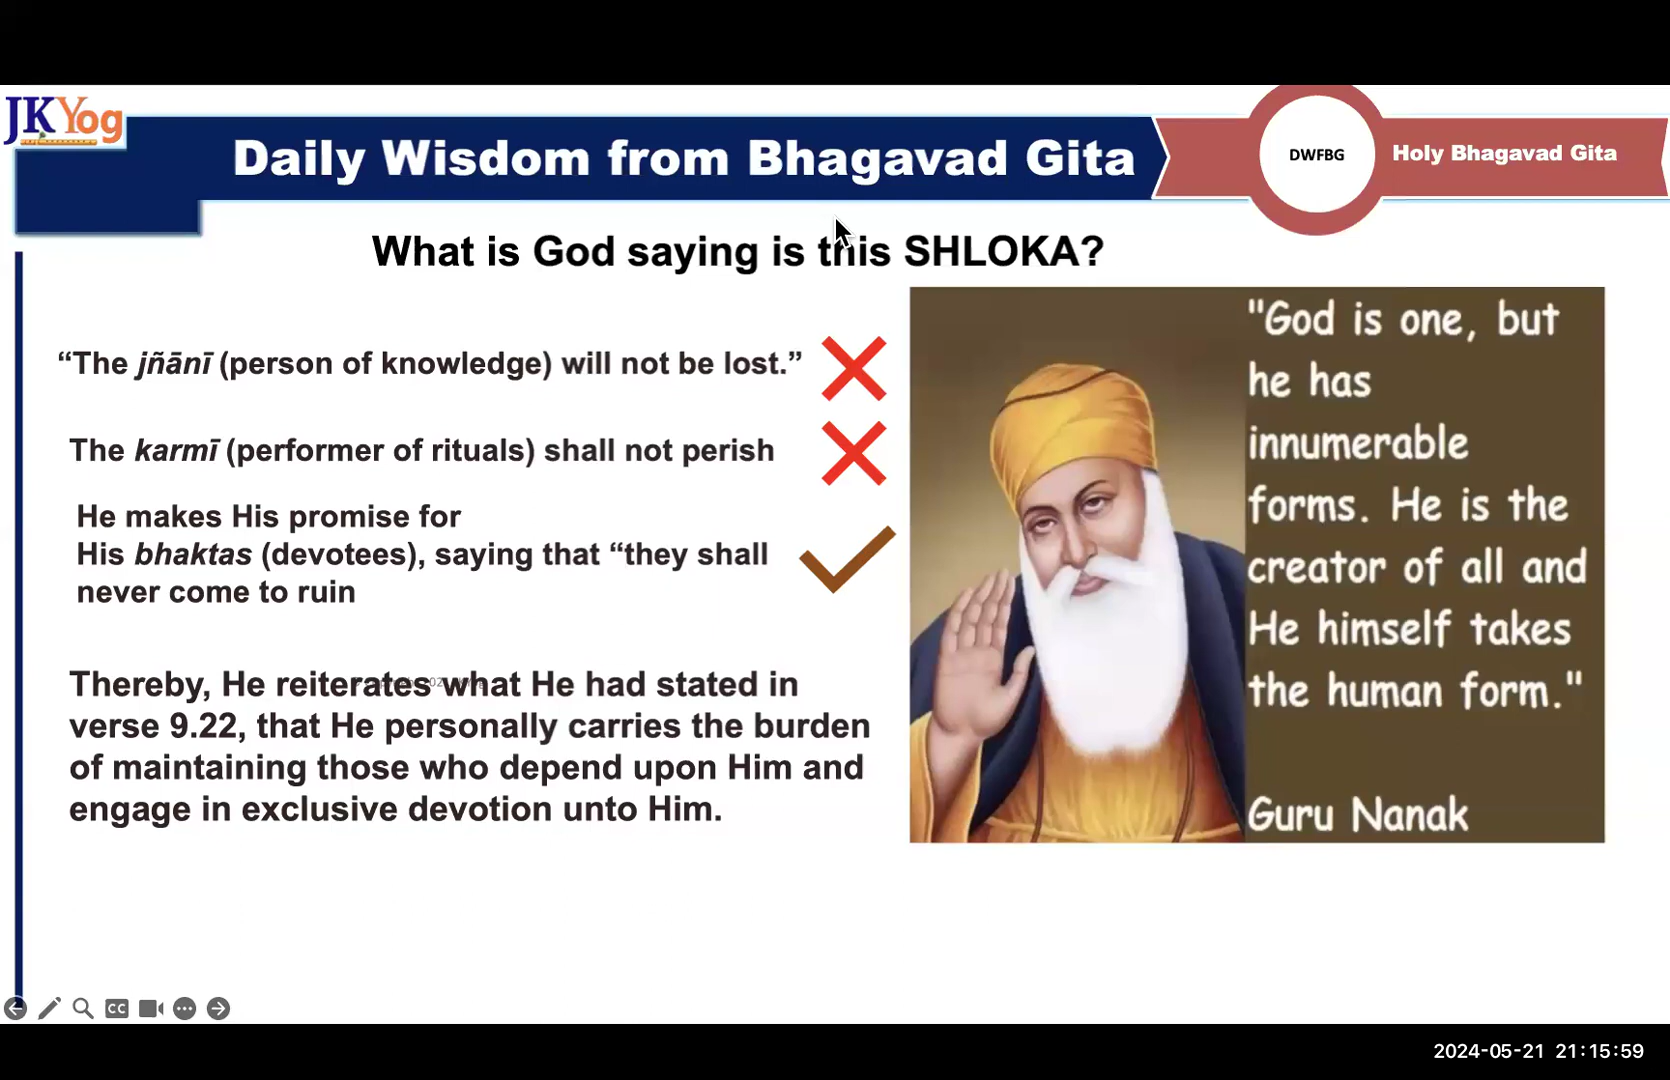 JKYog
Daily Wisdom from Bhagavad Gita
DWFBG
Holy Bhagavad Gita
What is God saying is this SHLOKA?
“The jñānī (person of knowledge) will not be lost.”
The karmī (performer of rituals) shall not perish
He makes His promise for
His bhaktas (devotees), saying that “they shall
never come to ruin
Thereby, He reiterates what He had stated in
verse 9.22, that He personally carries the burden
of maintaining those who depend upon Him and
engage in exclusive devotion unto Him.
"God is one, but
he has
innumerable
forms. He is the
creator of all and
He himself takes
the human form."
Guru Nanak
CC
2024-05-21 21:15:59